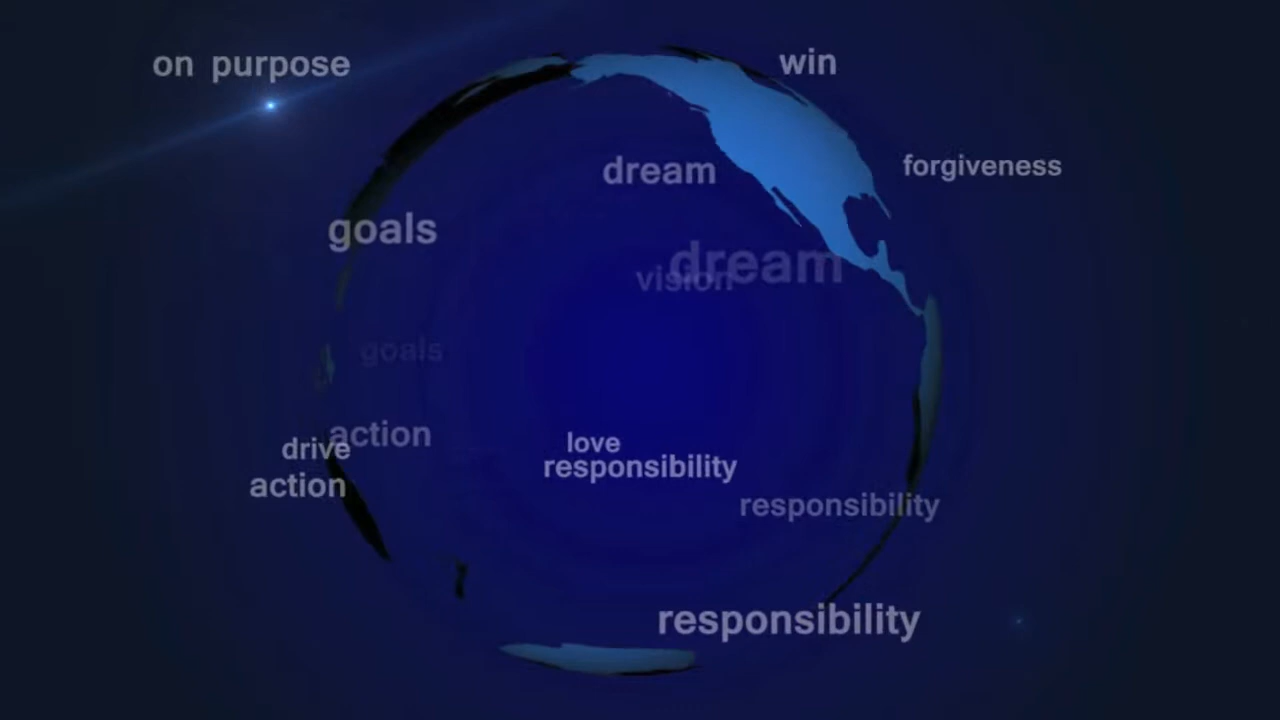 on purpose
win
dream
forgiveness
goals
dream
vision
goals
action
drive
love
responsibility
action
responsibility
responsibility